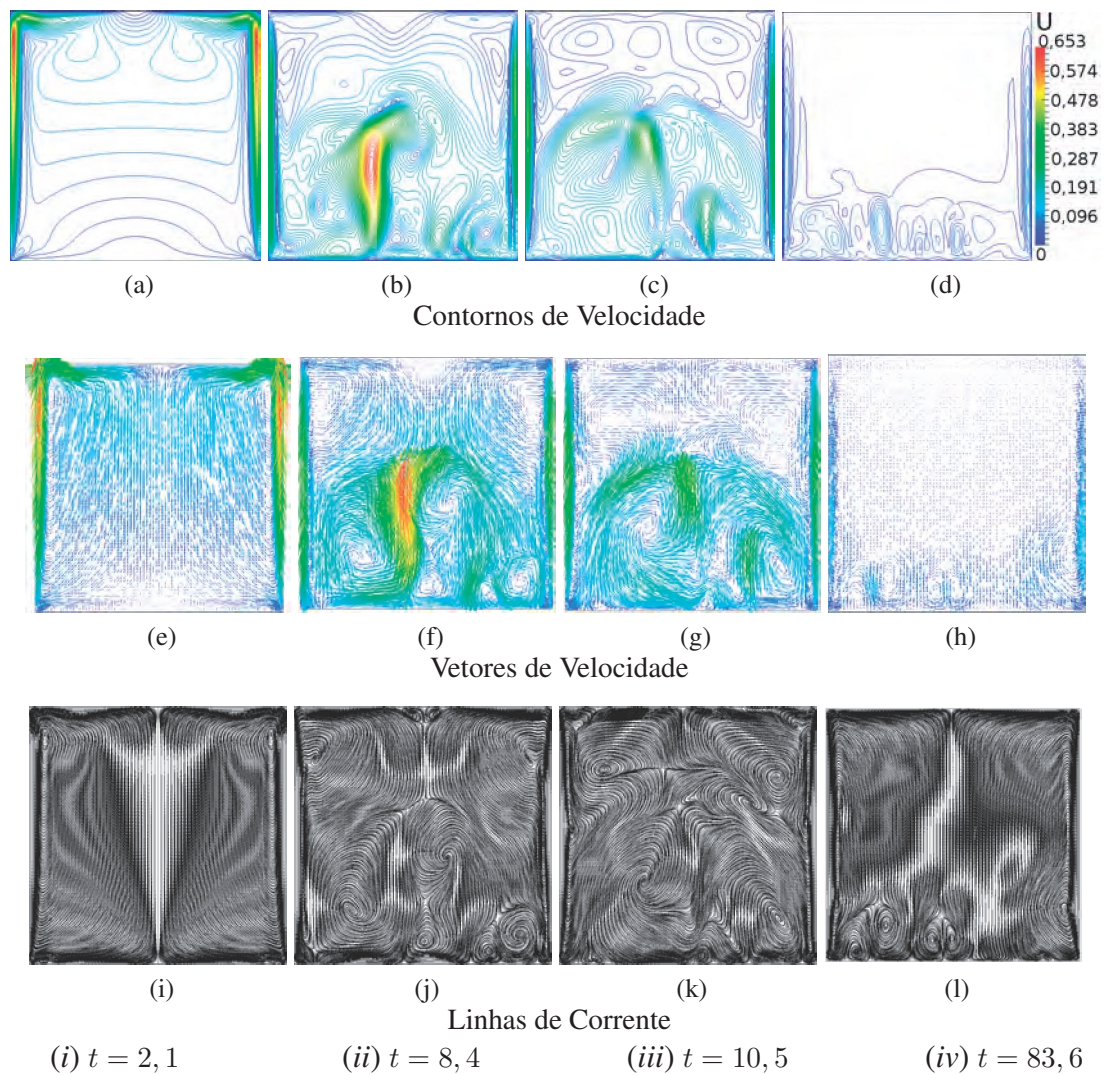 U
0,653
0,574
0,478
0,383
0,287
0,191
0,096
0
(a) (b) (c) (d)
Contornos de Velocidade
(e) (f) (g) (h)
Vetores de Velocidade
(i) (j) (k) (l)
Linhas de Corrente
(i) t = 2, 1 (ii) t = 8, 4 (iii) t = 10, 5 (iv) t = 83, 6